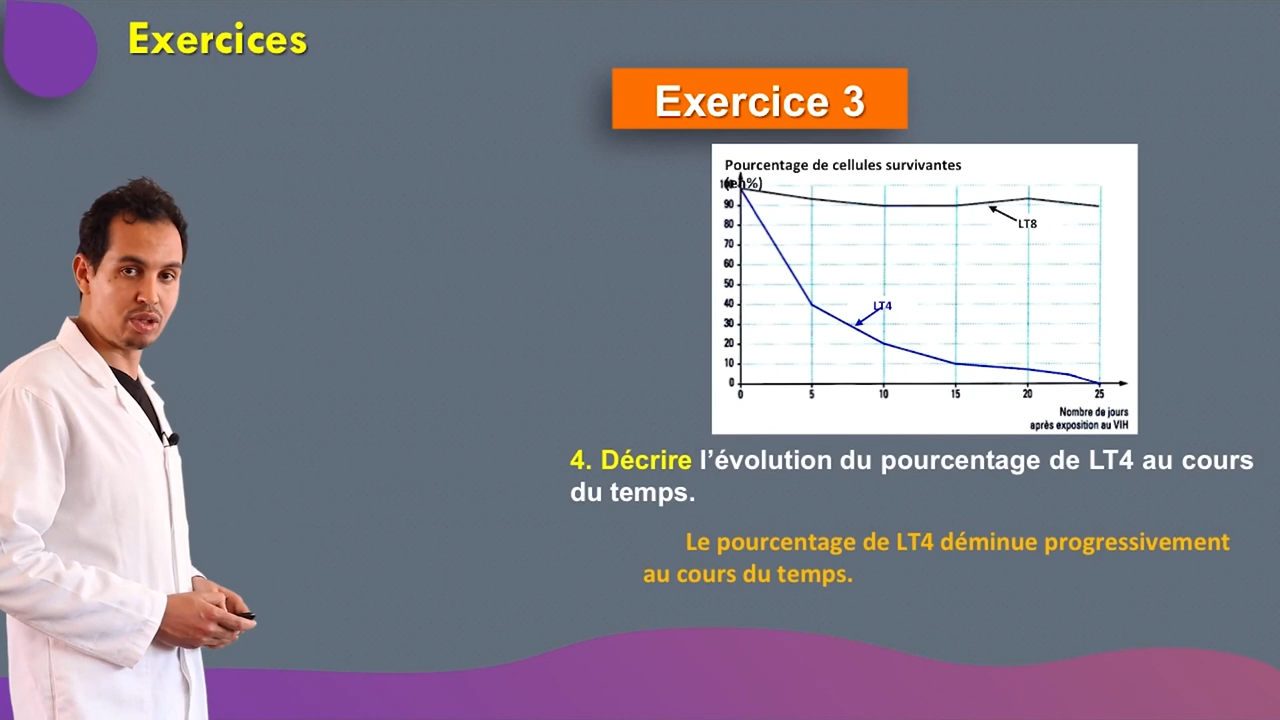 Exercices
Exercice 3
Pourcentage de cellules survivantes
(en%)
100
90
80
70
60
50
40
30
20
10
0
LT8
LT4
0 5 10 15 20 25
Nombre de jours
après exposition au VIH
4. Décrire l’évolution du pourcentage de LT4 au cours
du temps.
Le pourcentage de LT4 déminue progressivement
au cours du temps.